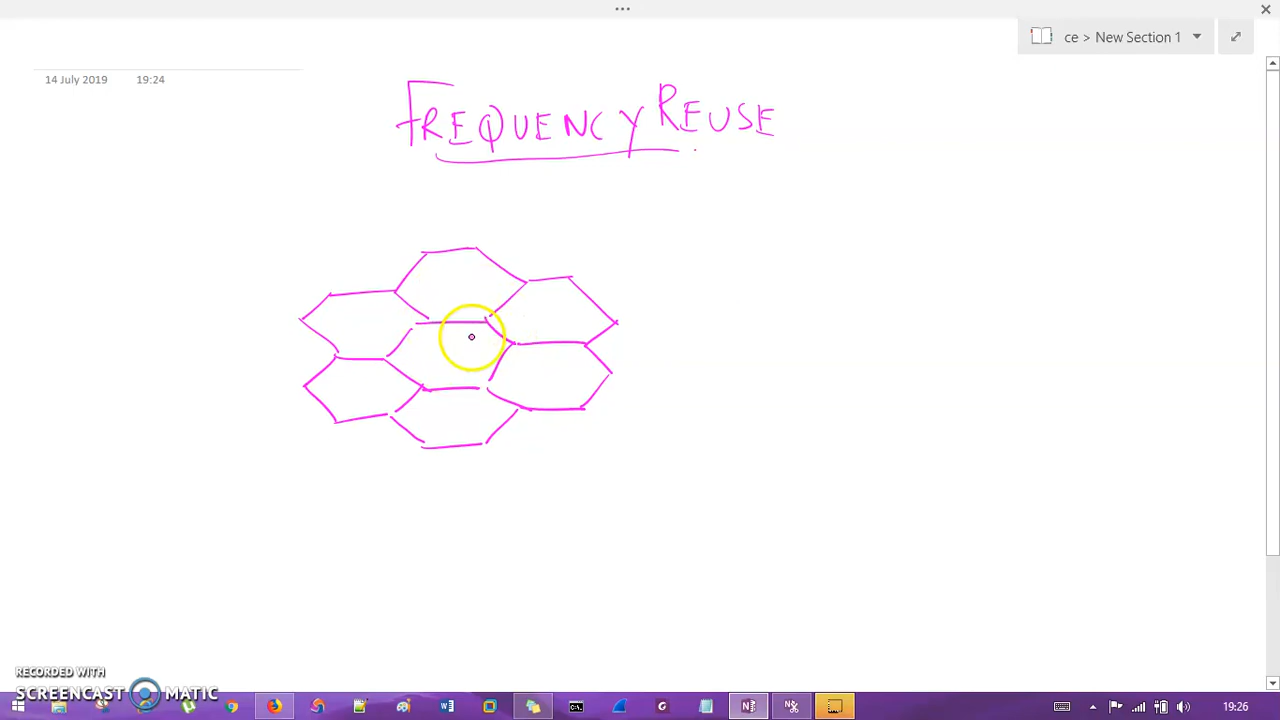 ce > New Section 1
14 July 2019 19:24
FREQUENCY REUSE
RECORDED WITH
SCREENCAST MATIC
19:26